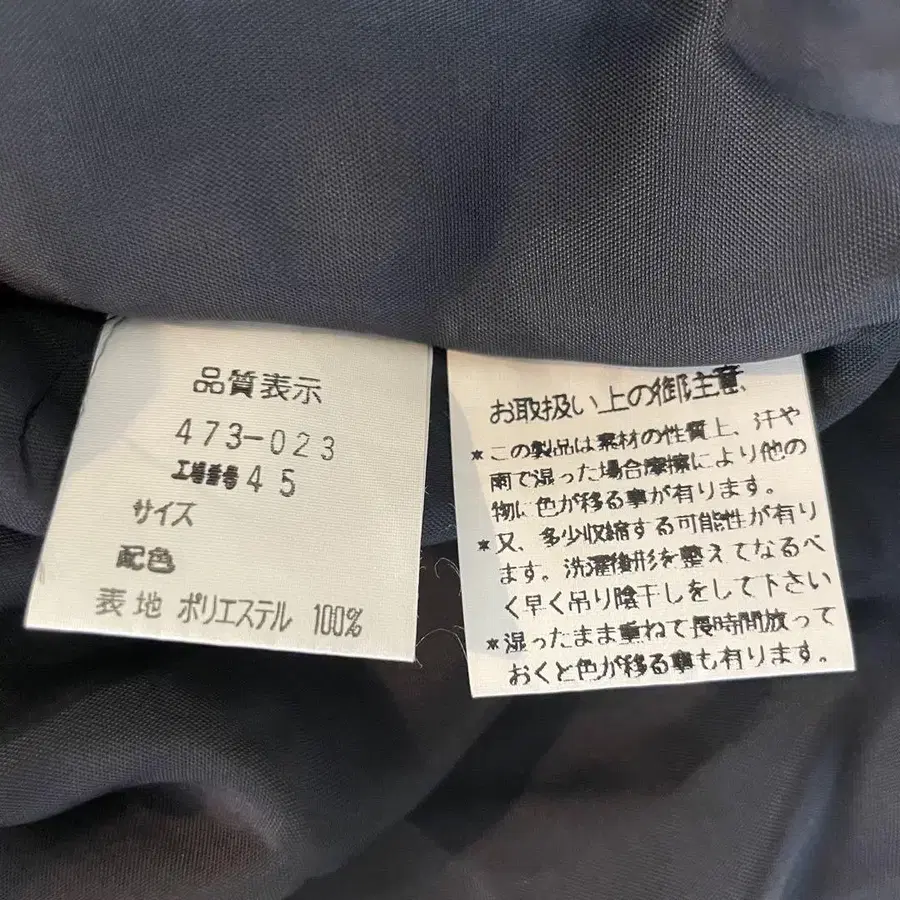 品質表示
473-023
工場番号45
サイズ
配色
表地 ポリエステル 100%
お取扱い上の御注意
*この製品は素材の性質上、汗や
雨で湿った場合摩擦により他の
物に色が移る事が有ります。
*又、多少収縮する可能性が有り
ます。洗濯後形を整えてなるべ
く早く吊り陰干しをして下さい
*湿ったまま重ねて長時間放って
おくと色が移る事も有ります。